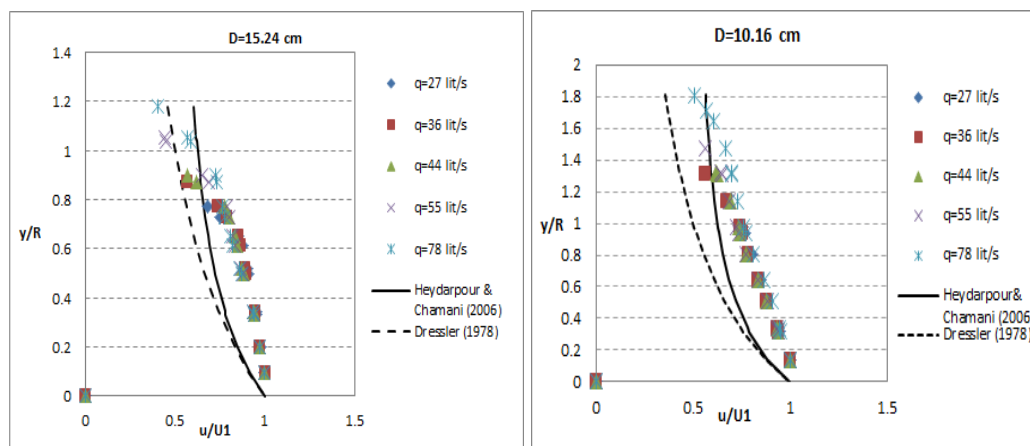 D=15.24 cm
1.4
1.2
1
0.8
y/R
0.6
0.4
0.2
0
0
0.5
1
1.5
u/U1
q=27 lit/s
q=36 lit/s
q=44 lit/s
q=55 lit/s
q=78 lit/s
Heydarpour &
Chamani (2006)
Dressler (1978)
D=10.16 cm
2
1.8
1.6
1.4
1.2
1
y/R
0.8
0.6
0.4
0.2
0
0
0.5
1
1.5
u/U1
q=27 lit/s
q=36 lit/s
q=44 lit/s
q=55 lit/s
q=78 lit/s
Heydarpour &
Chamani (2006)
Dressler (1978)